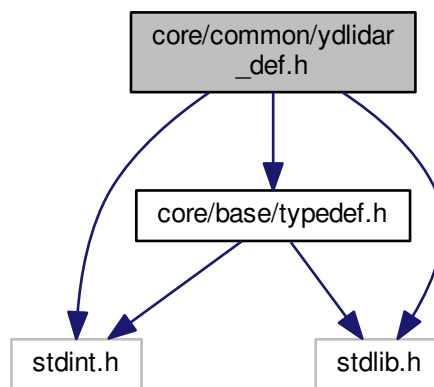 core/common/ydlidar
_def.h
core/base/typedef.h
stdint.h
stdlib.h